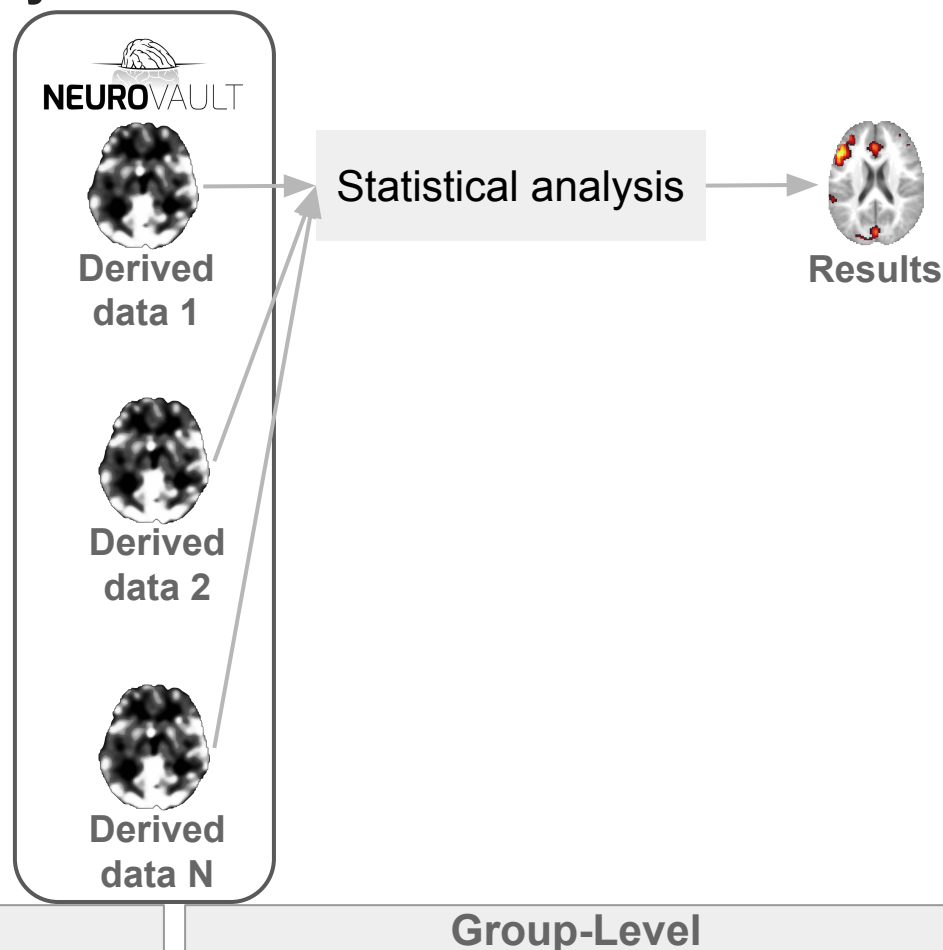 NEUROVAULT
Statistical analysis
Derived
data 1
Results
Derived
data 2
Derived
data N
Group-Level